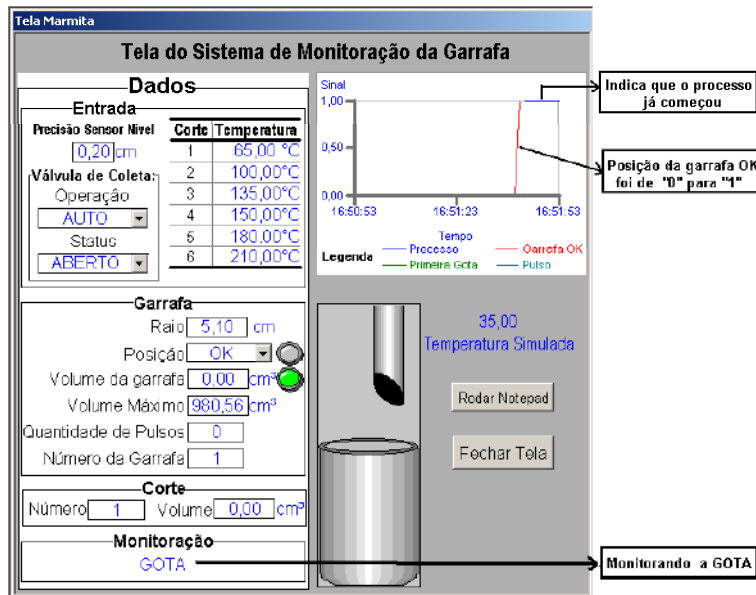 Tela Marmita
Tela do Sistema de Monitoração da Garrafa
Dados
Entrada
Precisão Sensor Nivel
0,20 cm
Válvula de Coleta:
Operação
AUTO
Status
ABERTO
Corte Temperatura
1 65,00 °C
2 100,00°C
3 135,00°C
4 150,00°C
5 180.00°C
6 210,00°C
Garrafa
Raio 5,10 cm
Posição OK
Volume da garrafa 0,00 cm³
Volume Máximo 980,56 cm³
Quantidade de Pulsos 0
Número da Garrafa 1
Corte
Número 1 Volume 0,00 cm³
Monitoração
GOTA
Sinal
1,00
0,50
0,00
16:50:53 16:51:23 16:51:53
Tempo
Legenda
Processo Garrafa OK
Primeira Gota Pulso
35,00
Temperatura Simulada
Rodar Notepad
Fechar Tela
Indica que o processo
já começou
Posição da garrafa OK
foi de "0" para "1"
Monitorando a GOTA